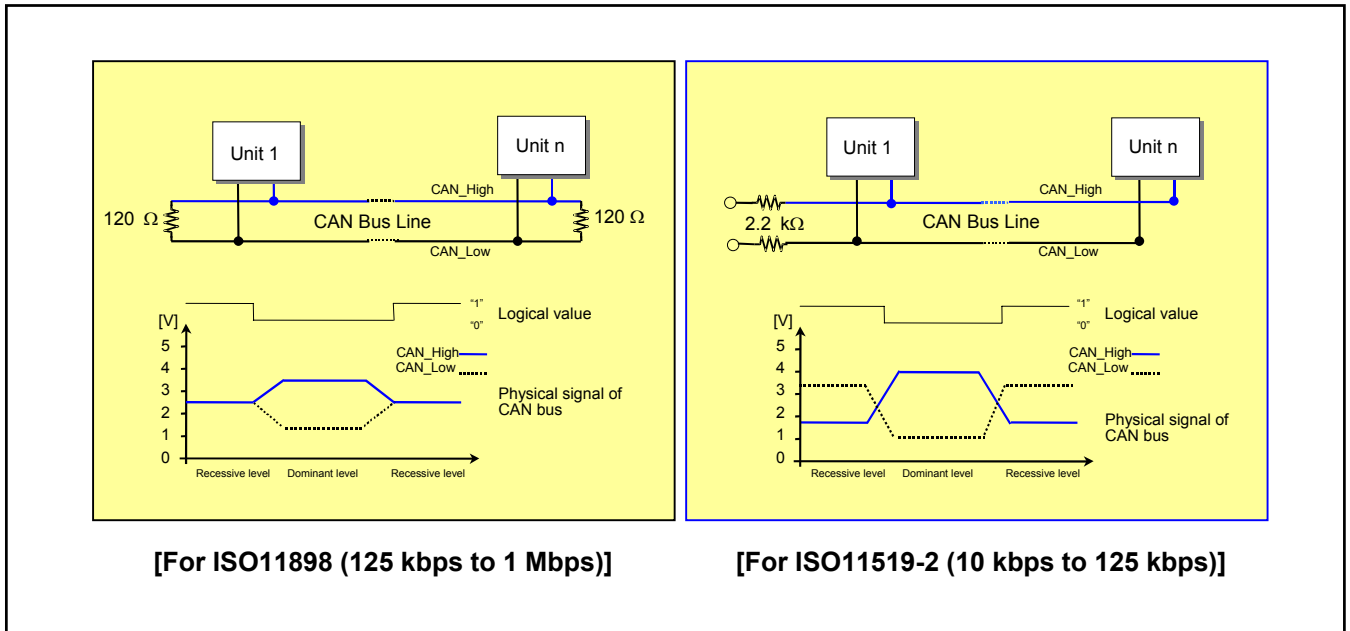 Unit 1
Unit n
CAN_High
120 Ω
CAN Bus Line
120 Ω
CAN_Low
"1"
"0"
Logical value
[V]
5
4
3
2
1
0
CAN_High
CAN_Low
Physical signal of
CAN bus
Recessive level
Dominant level
Recessive level
[For ISO11898 (125 kbps to 1 Mbps)]
Unit 1
Unit n
CAN_High
2.2 kΩ
CAN Bus Line
CAN_Low
"1"
"0"
Logical value
[V]
5
4
3
2
1
0
CAN_High
CAN_Low
Physical signal of
CAN bus
Recessive level
Dominant level
Recessive level
[For ISO11519-2 (10 kbps to 125 kbps)]